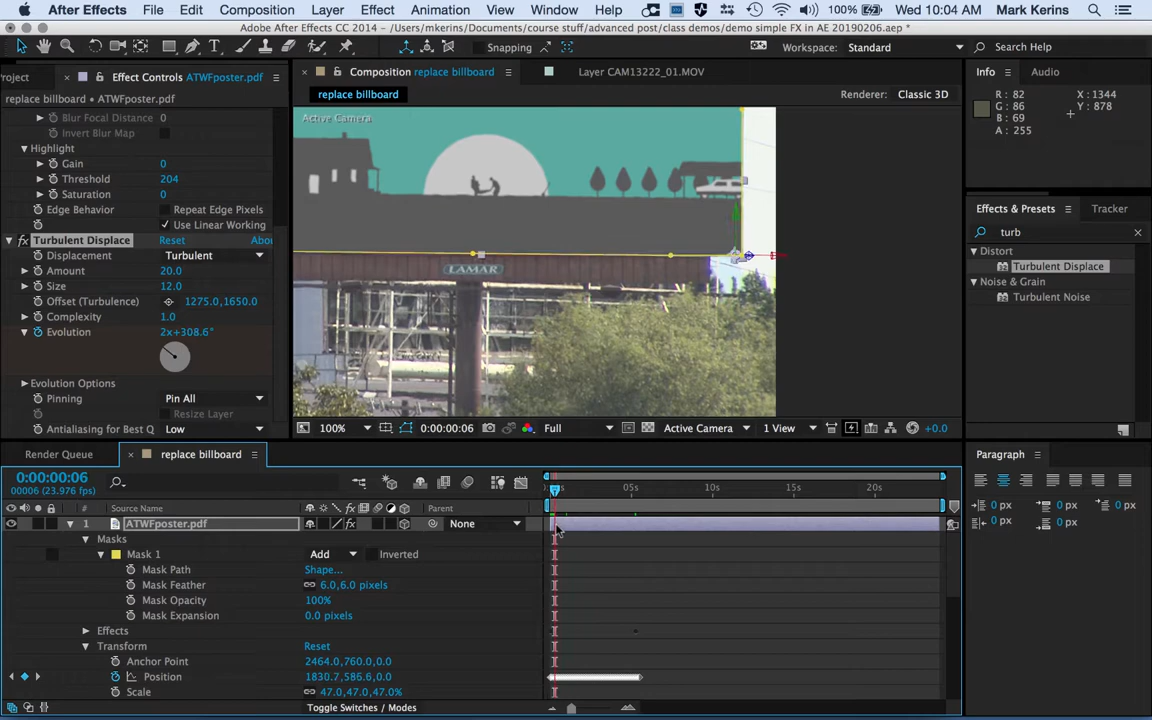 After Effects File Edit Composition Layer Effect Animation View Window Help 100% Wed 10:04 AM Mark Kerins
Adobe After Effects CC 2014 - /Users/mkerins/Documents/course stuff/advanced post/class demos/demo simple FX in AE 20190206.aep *
Snapping Workspace: Standard Search Help
roject Effect Controls ATWFposter.pdf Composition replace billboard Layer CAM13222_01.MOV Info Audio
replace billboard • ATWFposter.pdf replace billboard Renderer: Classic 3D
R: 82 X: 1344
G: 86 Y: 878
B: 69
A: 255
Active Camera
Blur Focal Distance 0
Invert Blur Map
Highlight
Gain 0
Threshold 204
Saturation 0
Edge Behavior Repeat Edge Pixels
Use Linear Working
fx Turbulent Displace Reset Abou
Displacement Turbulent
Amount 20.0
Size 12.0
Offset (Turbulence) 1275.0,1650.0
Complexity 1.0
Evolution 2x+308.6°
Evolution Options
Pinning Pin All
Resize Layer
Antialiasing for Best Q Low
LAMAR
Effects & Presets Tracker
turb
Distort
Turbulent Displace
Noise & Grain
Turbulent Noise
100% 0:00:00:06 Full Active Camera 1 View +0.0
Render Queue replace billboard
0:00:00:06
00006 (23.976 fps)
05s 10s 15s 20s
# Source Name Parent
1 ATWFposter.pdf None
Masks
Mask 1 Add Inverted
Mask Path Shape...
Mask Feather 6.0,6.0 pixels
Mask Opacity 100%
Mask Expansion 0.0 pixels
Effects
Transform Reset
Anchor Point 2464.0,760.0,0.0
Position 1830.7,586.6,0.0
Scale 47.0,47.0,47.0%
Toggle Switches / Modes
Paragraph
0 px 0 px
0 px 0 px
0 px